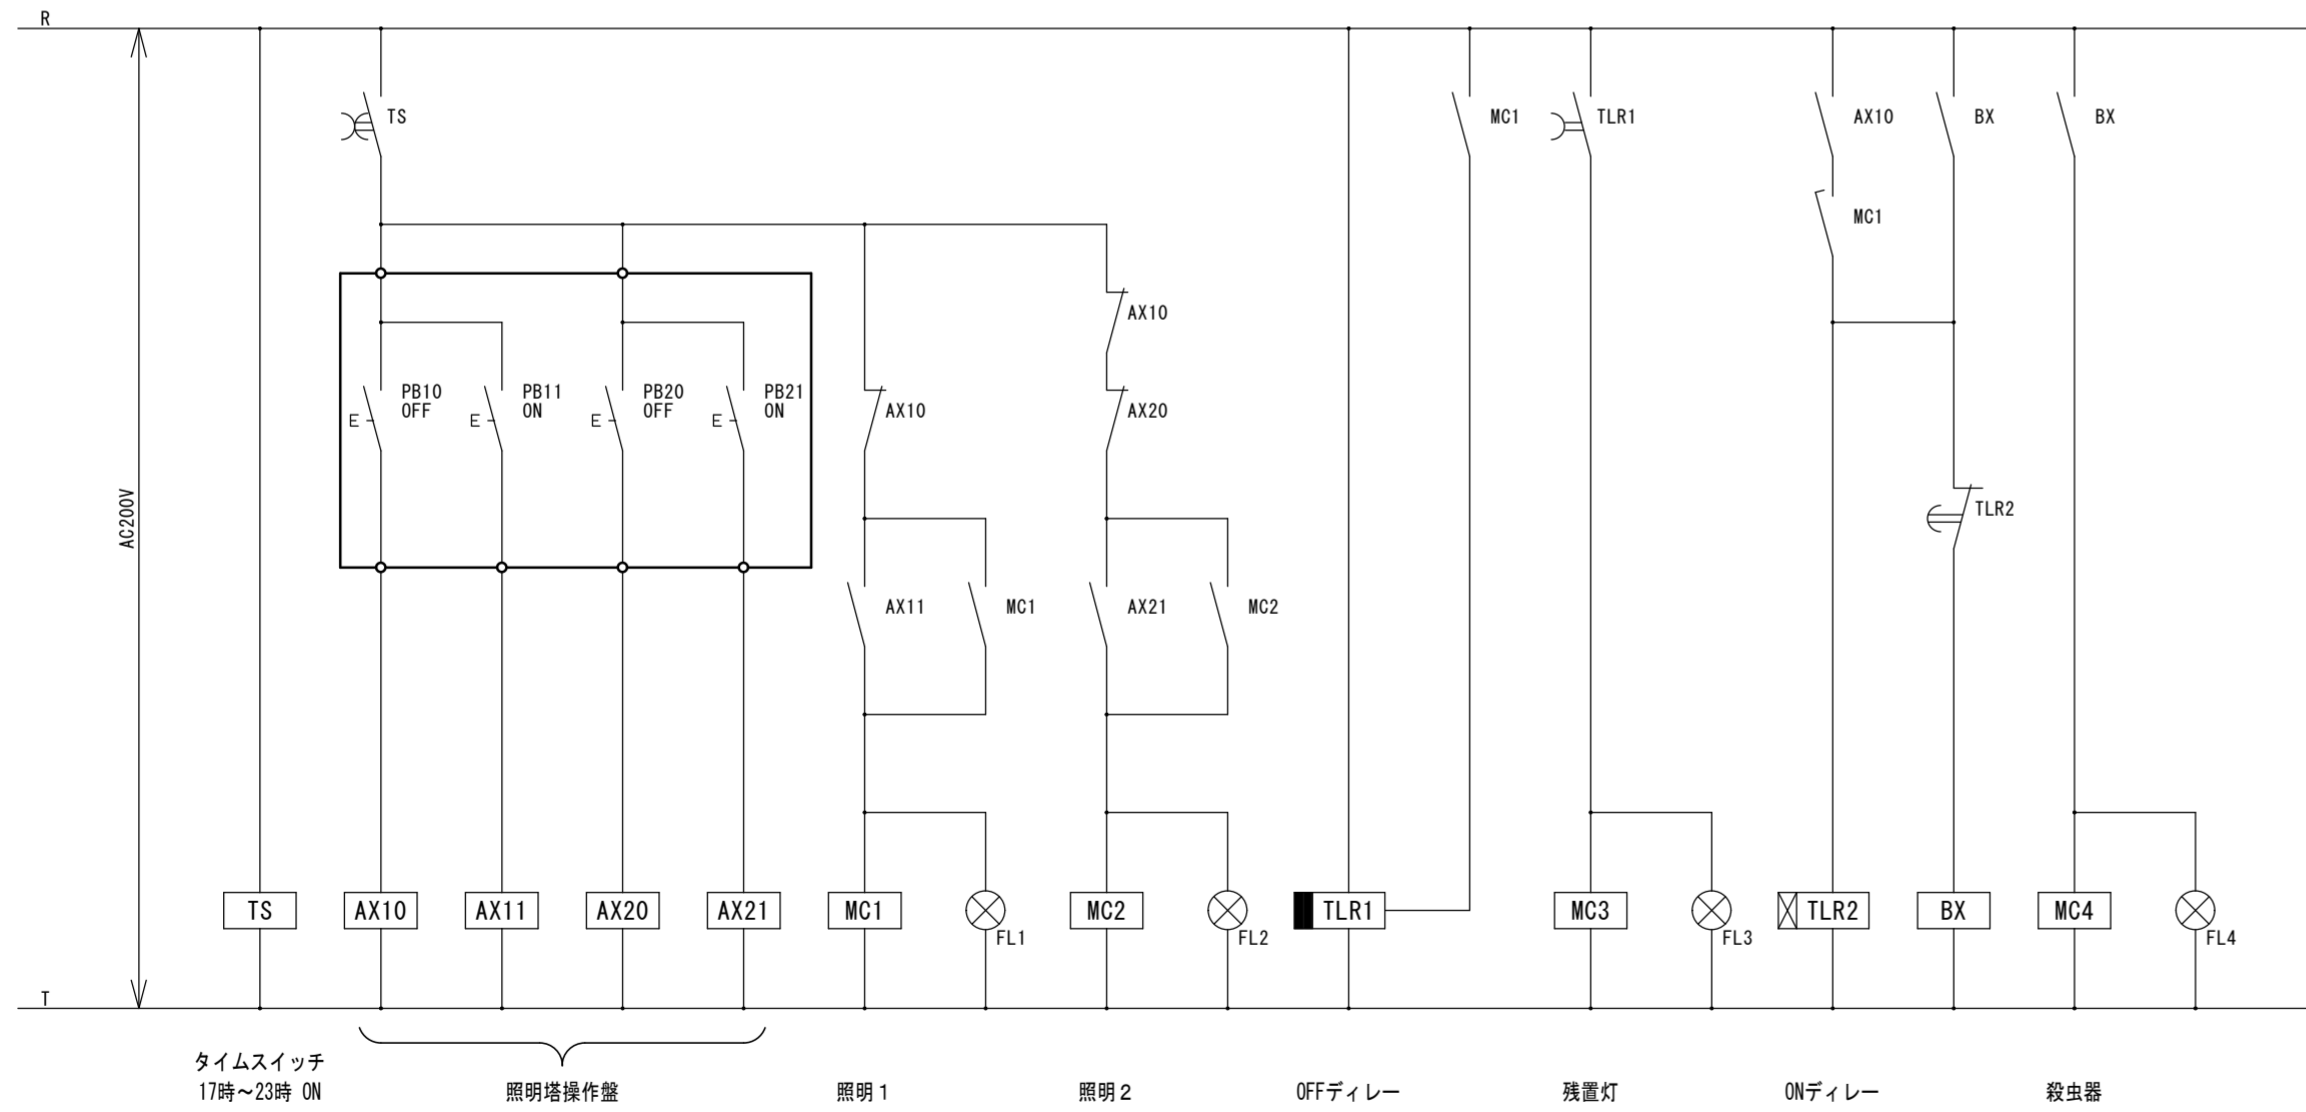 R
TS
MC1
TLR1
AX10
BX
BX
MC1
AX10
PB10
OFF
PB11
ON
PB20
OFF
PB21
ON
AX10
AX20
E
E
E
E
AC200V
TLR2
AX11
MC1
AX21
MC2
TS
AX10
AX11
AX20
AX21
MC1
FL1
MC2
FL2
TLR1
MC3
FL3
TLR2
BX
MC4
FL4
T
タイムスイッチ
17時～23時 ON
照明塔操作盤
照明１
照明２
OFFディレー
残置灯
ONディレー
殺虫器